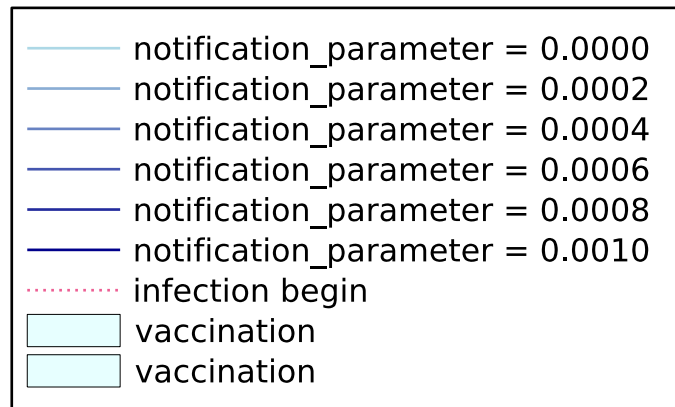 notification_parameter = 0.0000
notification_parameter = 0.0002
notification_parameter = 0.0004
notification_parameter = 0.0006
notification_parameter = 0.0008
notification_parameter = 0.0010
infection begin
vaccination
vaccination